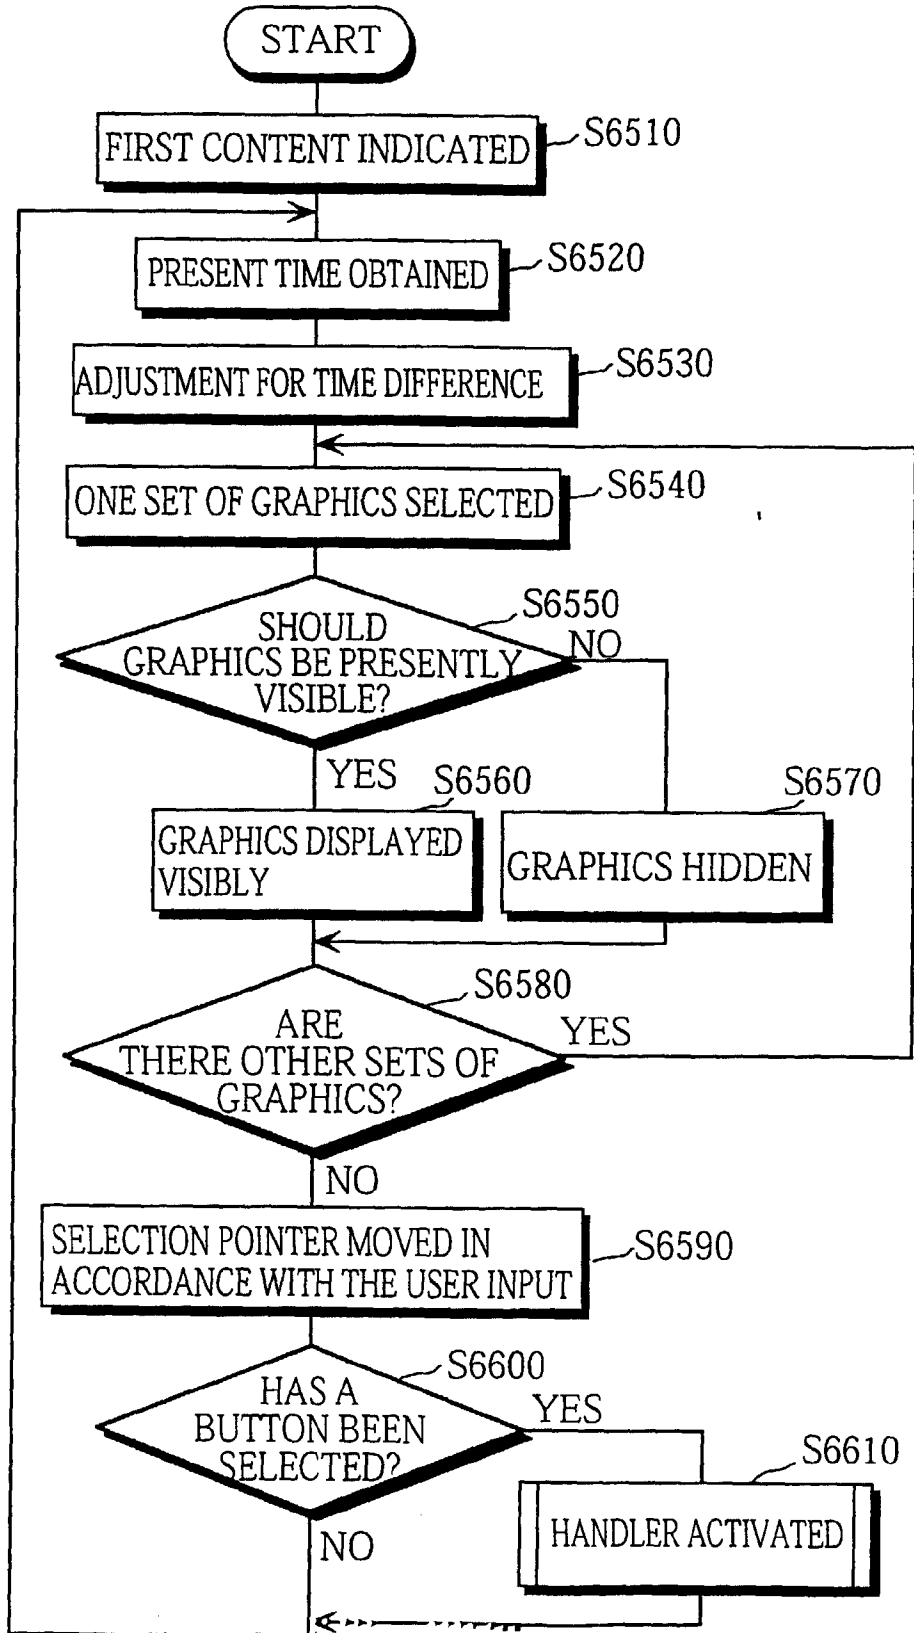 START
FIRST CONTENT INDICATED
S6510
PRESENT TIME OBTAINED
S6520
ADJUSTMENT FOR TIME DIFFERENCE
S6530
ONE SET OF GRAPHICS SELECTED
S6540
S6550
SHOULD
GRAPHICS BE PRESENTLY
VISIBLE?
NO
YES
S6560
S6570
GRAPHICS DISPLAYED
VISIBLY
GRAPHICS HIDDEN
S6580
ARE
THERE OTHER SETS OF
GRAPHICS?
YES
NO
SELECTION POINTER MOVED IN
ACCORDANCE WITH THE USER INPUT
S6590
S6600
HAS A
BUTTON BEEN
SELECTED?
YES
S6610
HANDLER ACTIVATED
NO